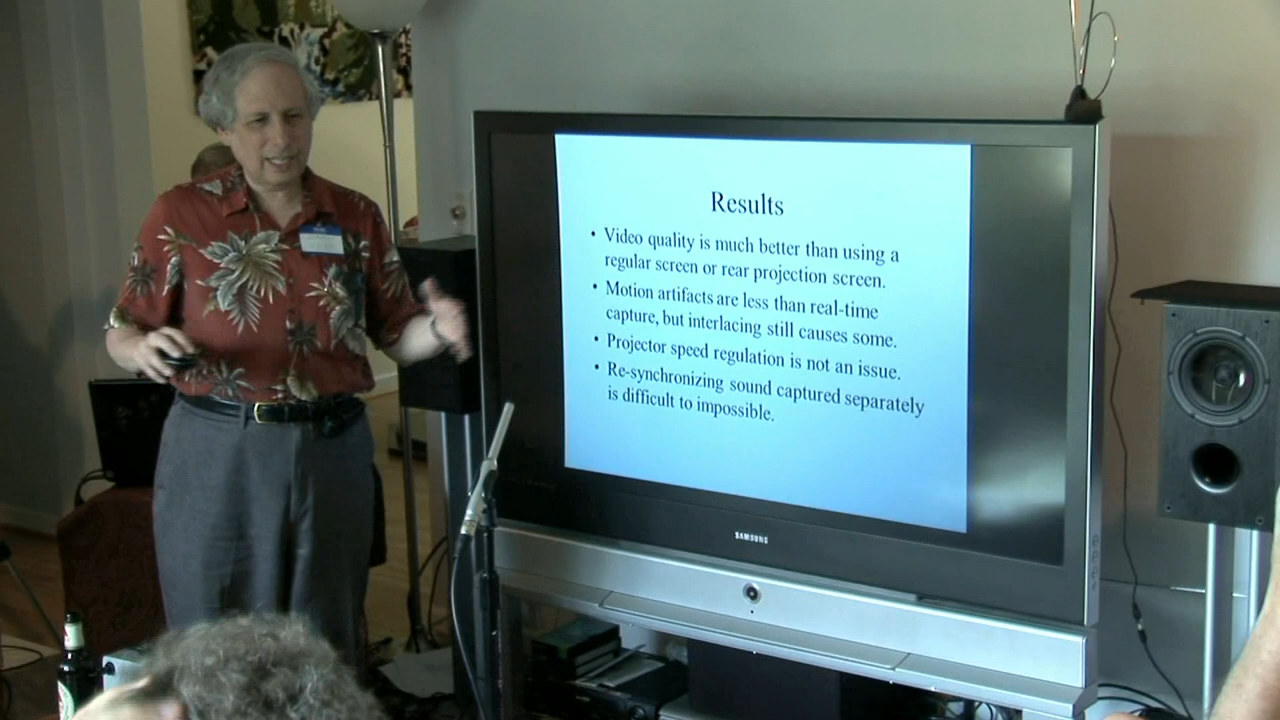 Results
• Video quality is much better than using a
regular screen or rear projection screen.
• Motion artifacts are less than real-time
capture, but interlacing still causes some.
• Projector speed regulation is not an issue.
• Re-synchronizing sound captured separately
is difficult to impossible.
SAMSUNG